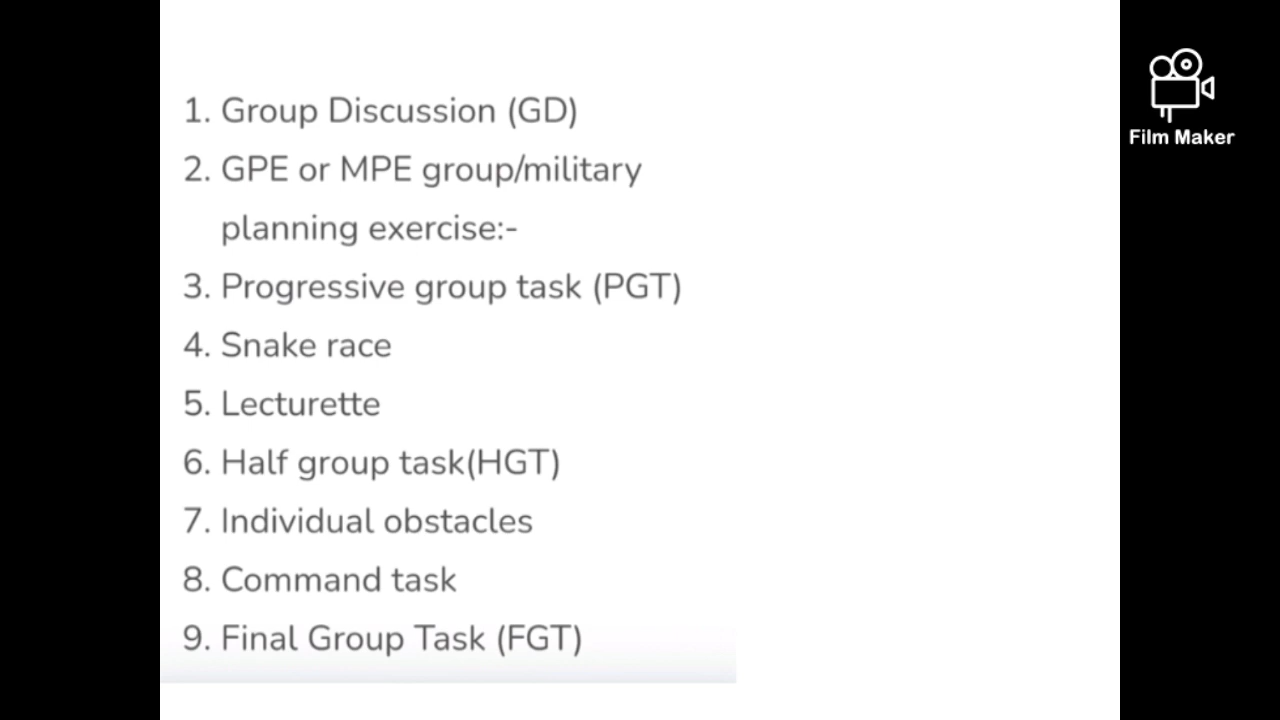 1. Group Discussion (GD)
2. GPE or MPE group/military
planning exercise:-
3. Progressive group task (PGT)
4. Snake race
5. Lecturette
6. Half group task(HGT)
7. Individual obstacles
8. Command task
9. Final Group Task (FGT)
Film Maker